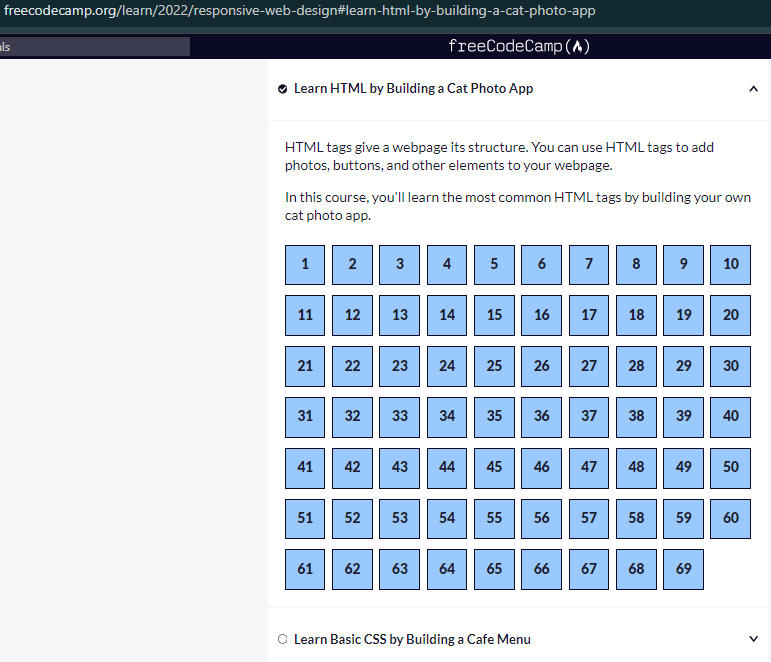 freecodecamp.org/learn/2022/responsive-web-design#learn-html-by-building-a-cat-photo-app
als
freeCodeCamp
Learn HTML by Building a Cat Photo App
HTML tags give a webpage its structure. You can use HTML tags to add
photos, buttons, and other elements to your webpage.
In this course, you'll learn the most common HTML tags by building your own
cat photo app.
1 2 3 4 5 6 7 8 9 10
11 12 13 14 15 16 17 18 19 20
21 22 23 24 25 26 27 28 29 30
31 32 33 34 35 36 37 38 39 40
41 42 43 44 45 46 47 48 49 50
51 52 53 54 55 56 57 58 59 60
61 62 63 64 65 66 67 68 69
Learn Basic CSS by Building a Cafe Menu